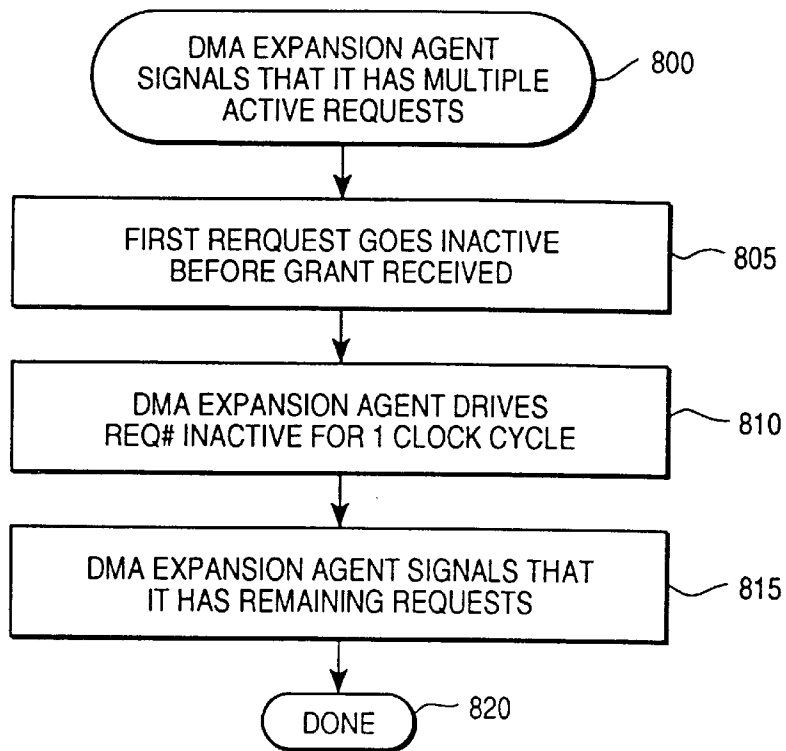 DMA EXPANSION AGENT
SIGNALS THAT IT HAS MULTIPLE
ACTIVE REQUESTS
800
FIRST RERQUEST GOES INACTIVE
BEFORE GRANT RECEIVED
805
DMA EXPANSION AGENT DRIVES
REQ# INACTIVE FOR 1 CLOCK CYCLE
810
DMA EXPANSION AGENT SIGNALS THAT
IT HAS REMAINING REQUESTS
815
DONE
820